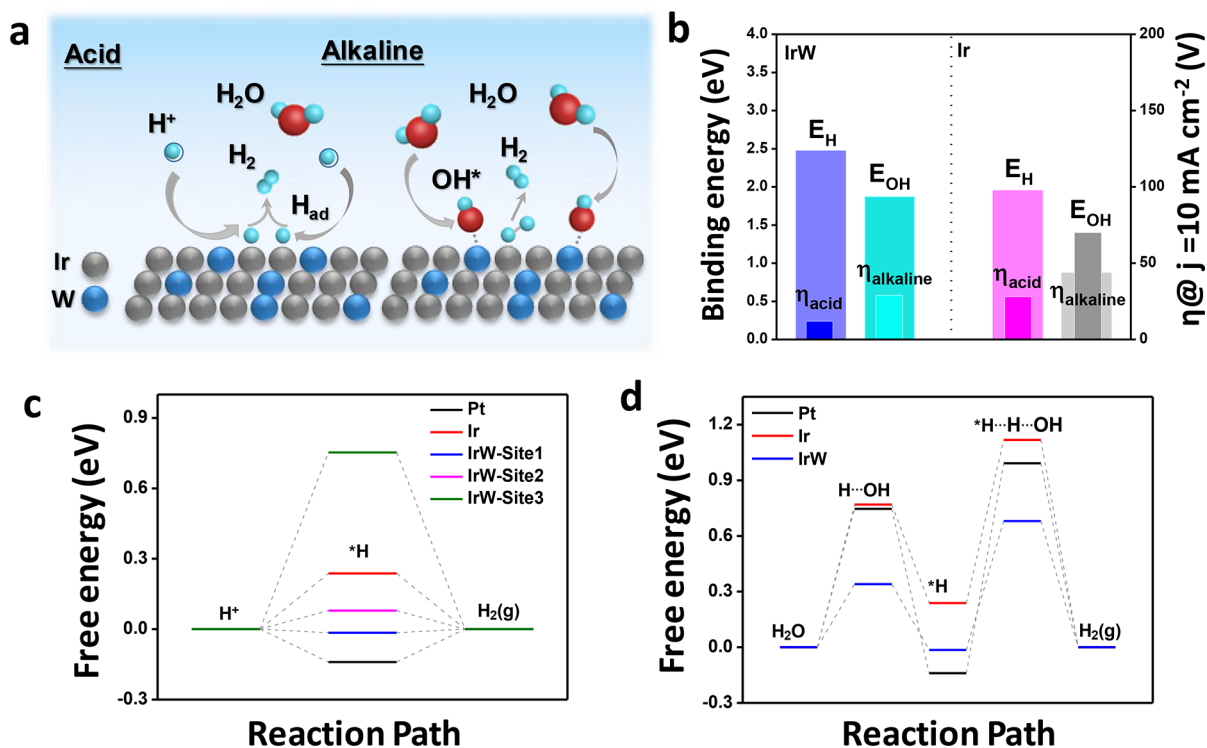 a
Acid
Alkaline
H2O
H2O
H+
H2
H2
OH*
Had
Ir
W
b
Binding energy (eV)
4.0
3.5
3.0
2.5
2.0
1.5
1.0
0.5
0.0
IrW
Ir
EH
EOH
EH
EOH
ηacid
ηalkaline
ηacid
ηalkaline
200
150
100
50
0
η@ j =10 mA cm-2 (V)
c
Free energy (eV)
0.9
0.6
0.3
0.0
-0.3
Pt
Ir
IrW-Site1
IrW-Site2
IrW-Site3
*H
H+
H2(g)
Reaction Path
d
Free energy (eV)
1.2
0.9
0.6
0.3
0.0
-0.3
Pt
Ir
IrW
*H···H···OH
H···OH
*H
H2O
H2(g)
Reaction Path